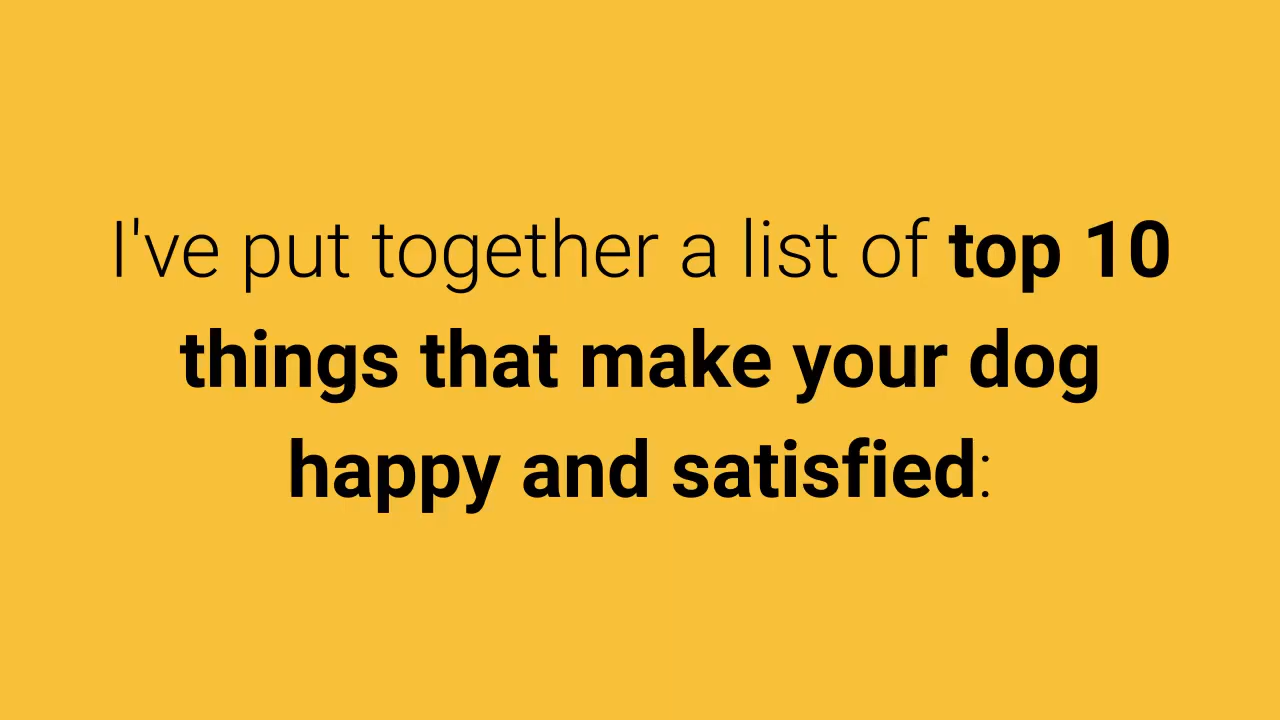 I've put together a list of top 10
things that make your dog
happy and satisfied: